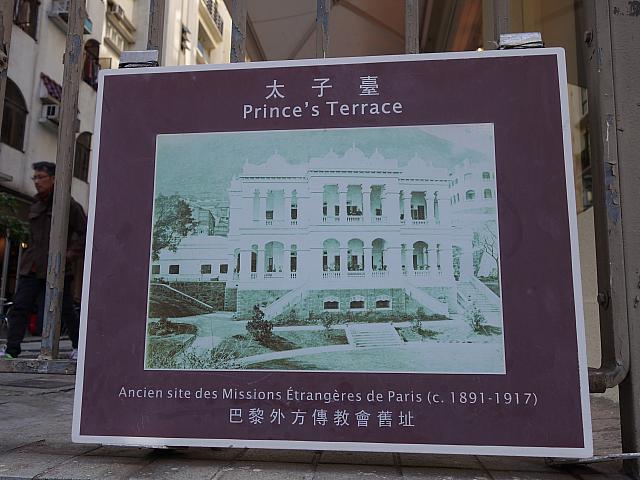 太子臺
Prince's Terrace
Ancien site des Missions Étrangères de Paris (c. 1891-1917)
巴黎外方傳教會舊址